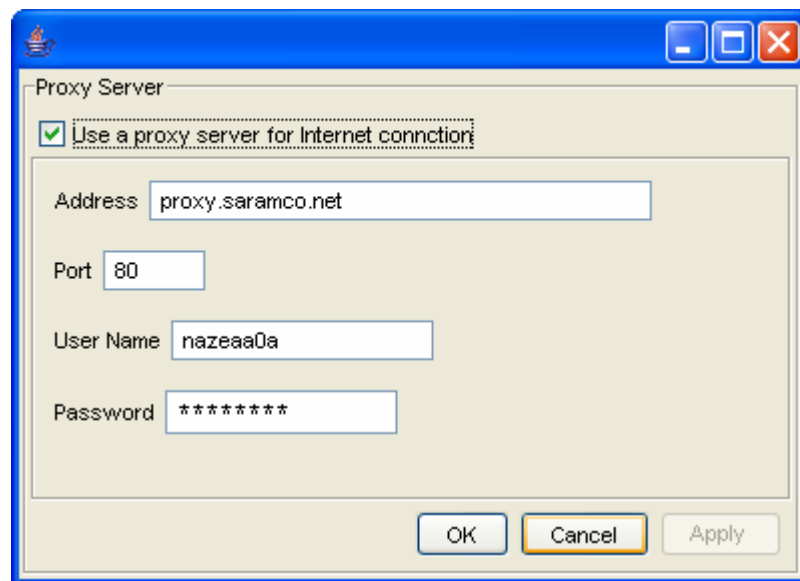 Proxy Server
Use a proxy server for Internet connction
Address proxy.saramco.net
Port 80
User Name nazeaa0a
Password ********
OK Cancel Apply